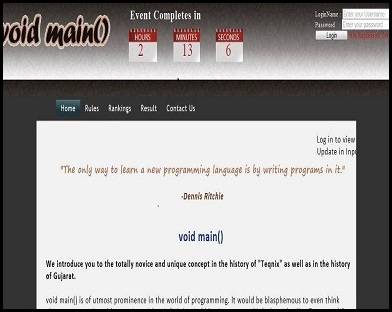 void main()
Event Completes in
HOURS MINUTES SECONDS
2 13 6
LoginName Enter your Username
Password Enter your password
Login
Home Rules Rankings Result Contact Us
Log in to view
Update in Inpu
"The only way to learn a new programming language is by writing programs in it."
-Dennis Ritchie
void main()
We introduce you to the totally novice and unique concept in the history of "Teqnix" as well as in the history
of Gujarat.
void main() is of utmost prominence in the world of programming. It would be blasphemous to even think